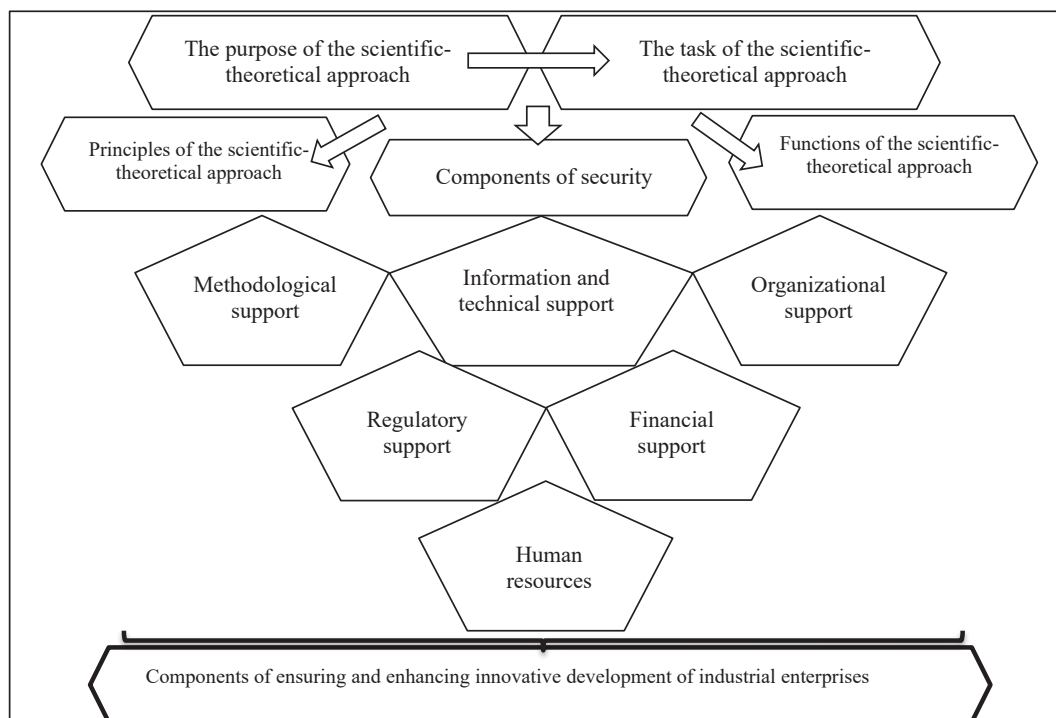 The purpose of the scientific-
theoretical approach
The task of the scientific-
theoretical approach
Principles of the scientific-
theoretical approach
Components of security
Functions of the scientific-
theoretical approach
Methodological
support
Information and
technical support
Organizational
support
Regulatory
support
Financial
support
Human
resources
Components of ensuring and enhancing innovative development of industrial enterprises